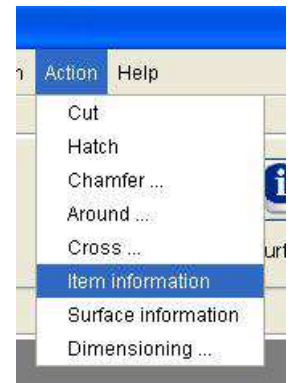 Action Help
Cut
Hatch
Chamfer ...
Around ...
Cross ...
Item information
Surface information
Dimensioning ...